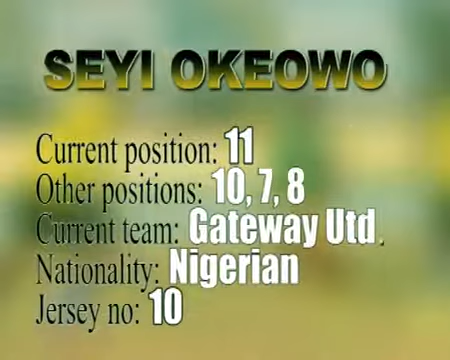 SEYI OKEOWO
Current position: 11
Other positions: 10, 7, 8
Current team: Gateway Utd.
Nationality: Nigerian
Jersey no: 10